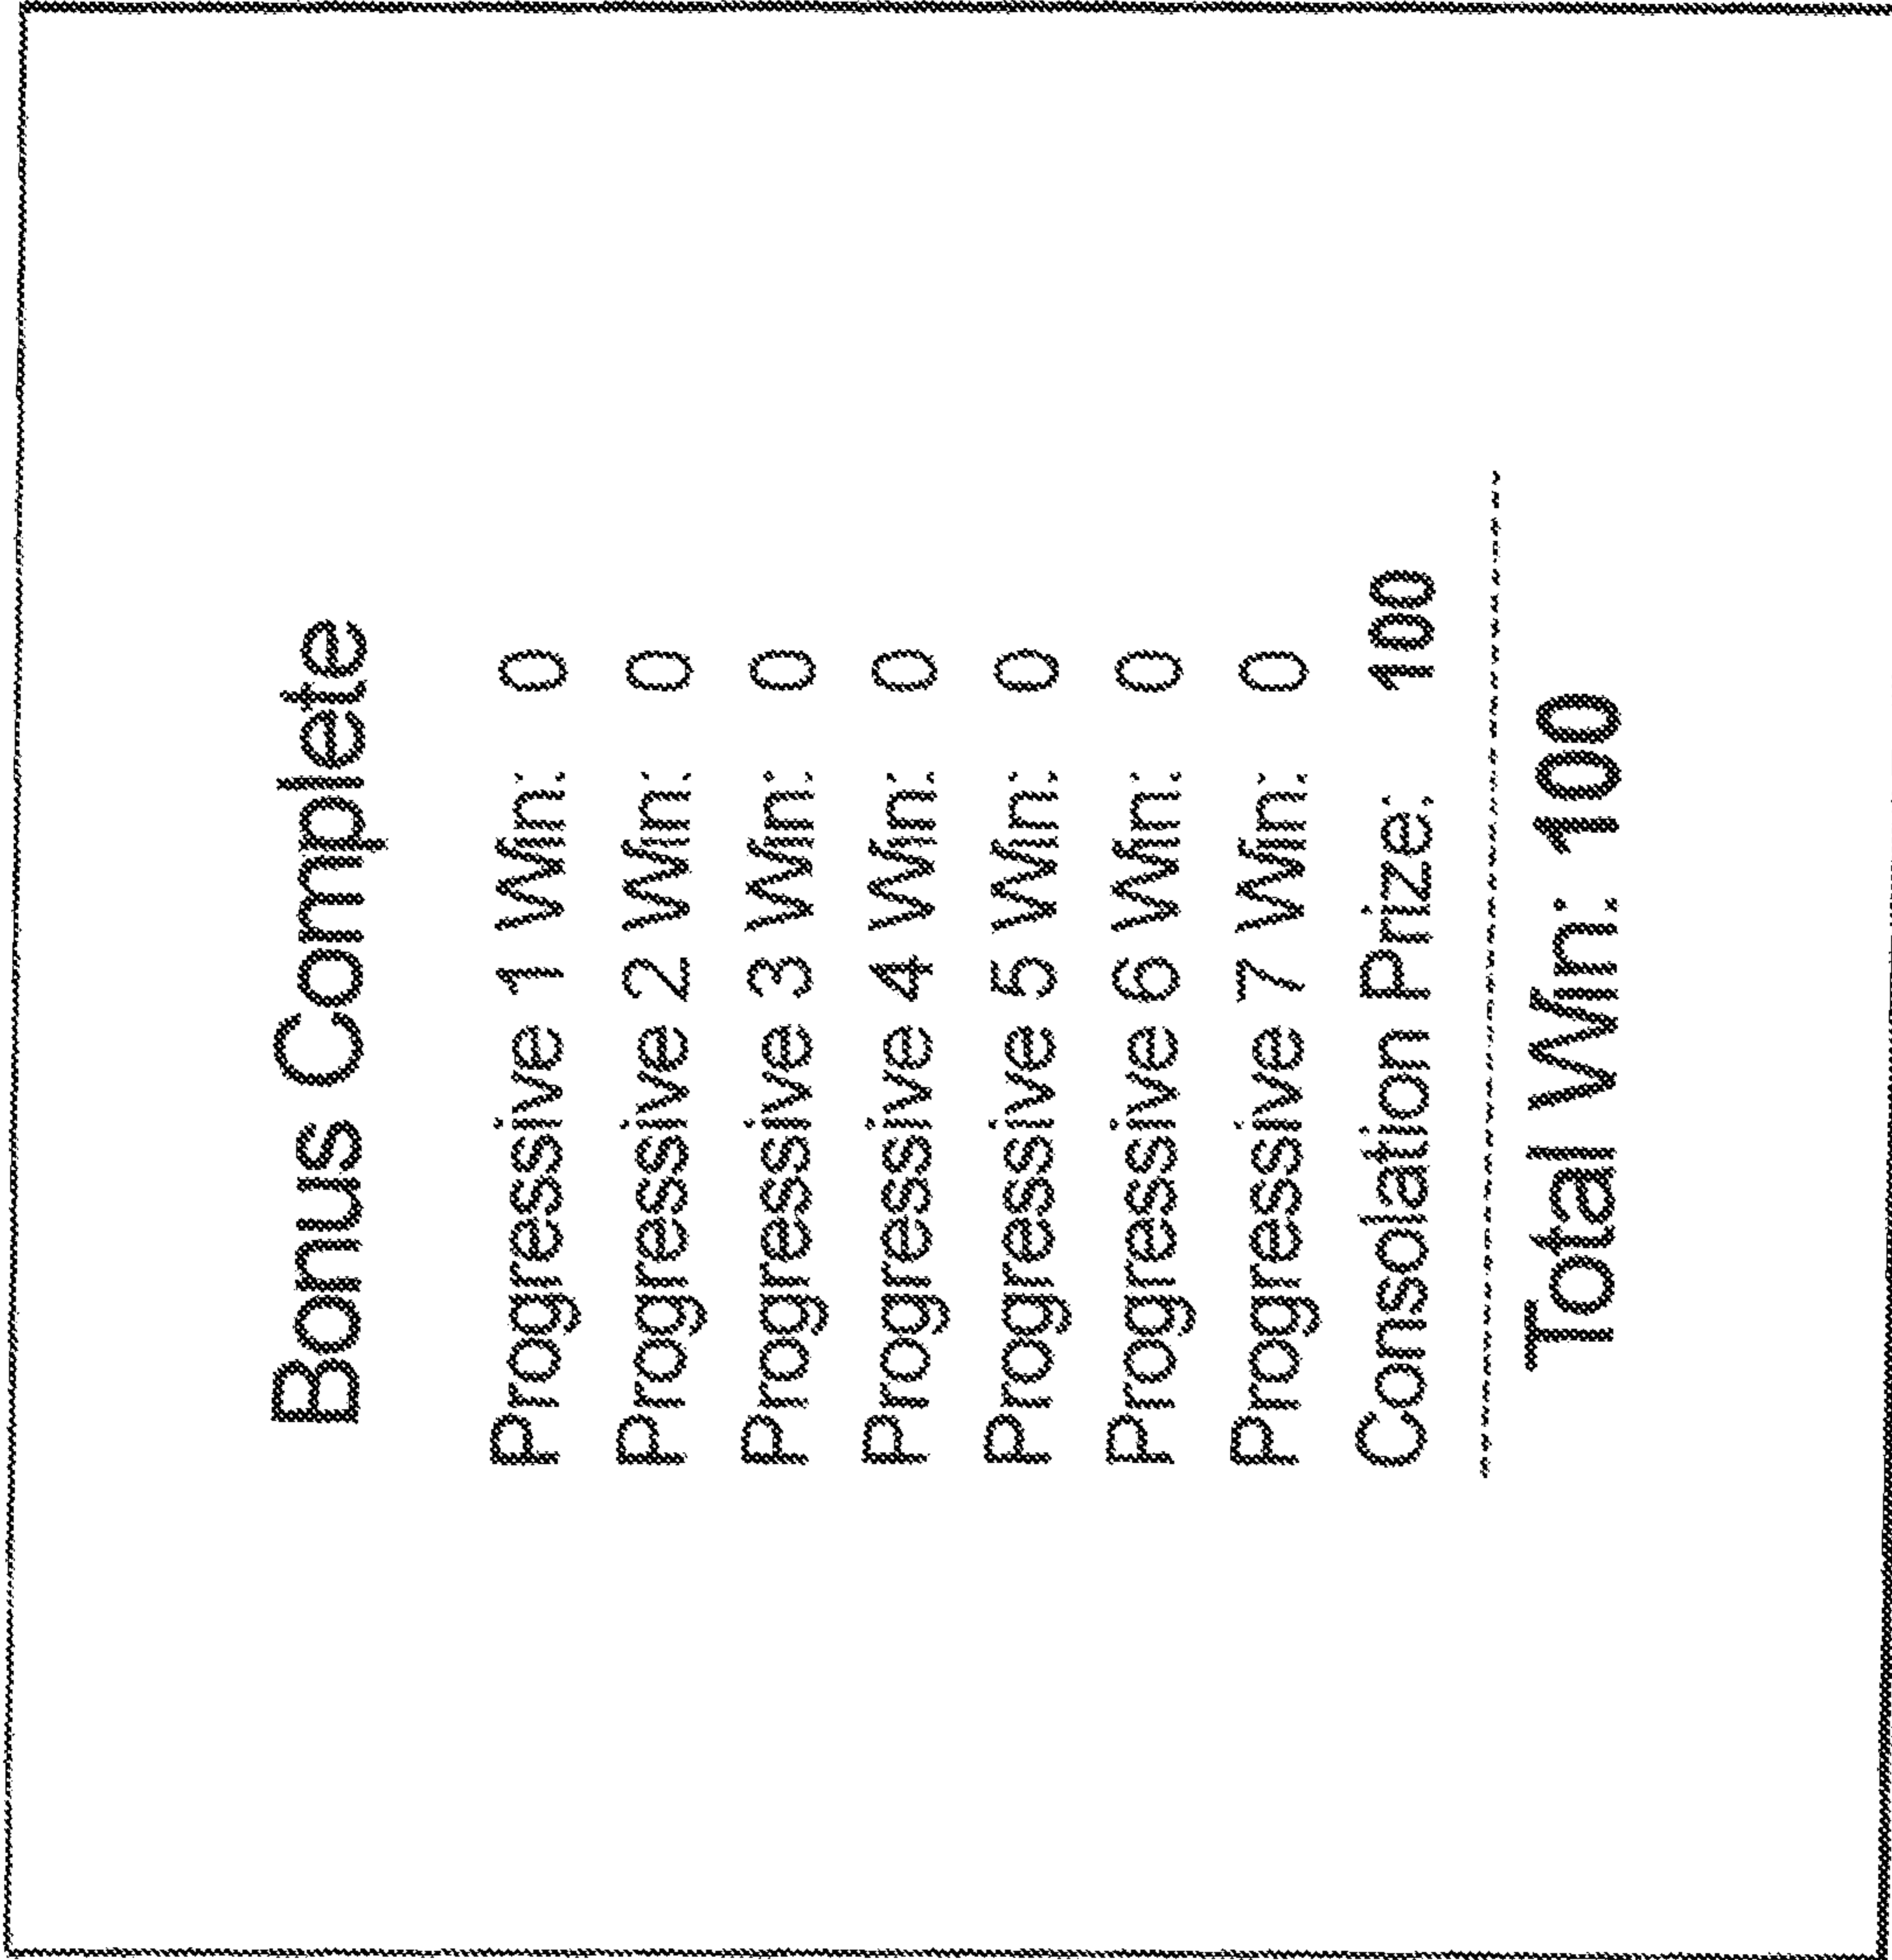 Bonus Complete
Progressive 1 Win: 0
Progressive 2 Win: 0
Progressive 3 Win: 0
Progressive 4 Win: 0
Progressive 5 Win: 0
Progressive 6 Win: 0
Progressive 7 Win: 0
Consolation Prize: 100
Total Win: 100